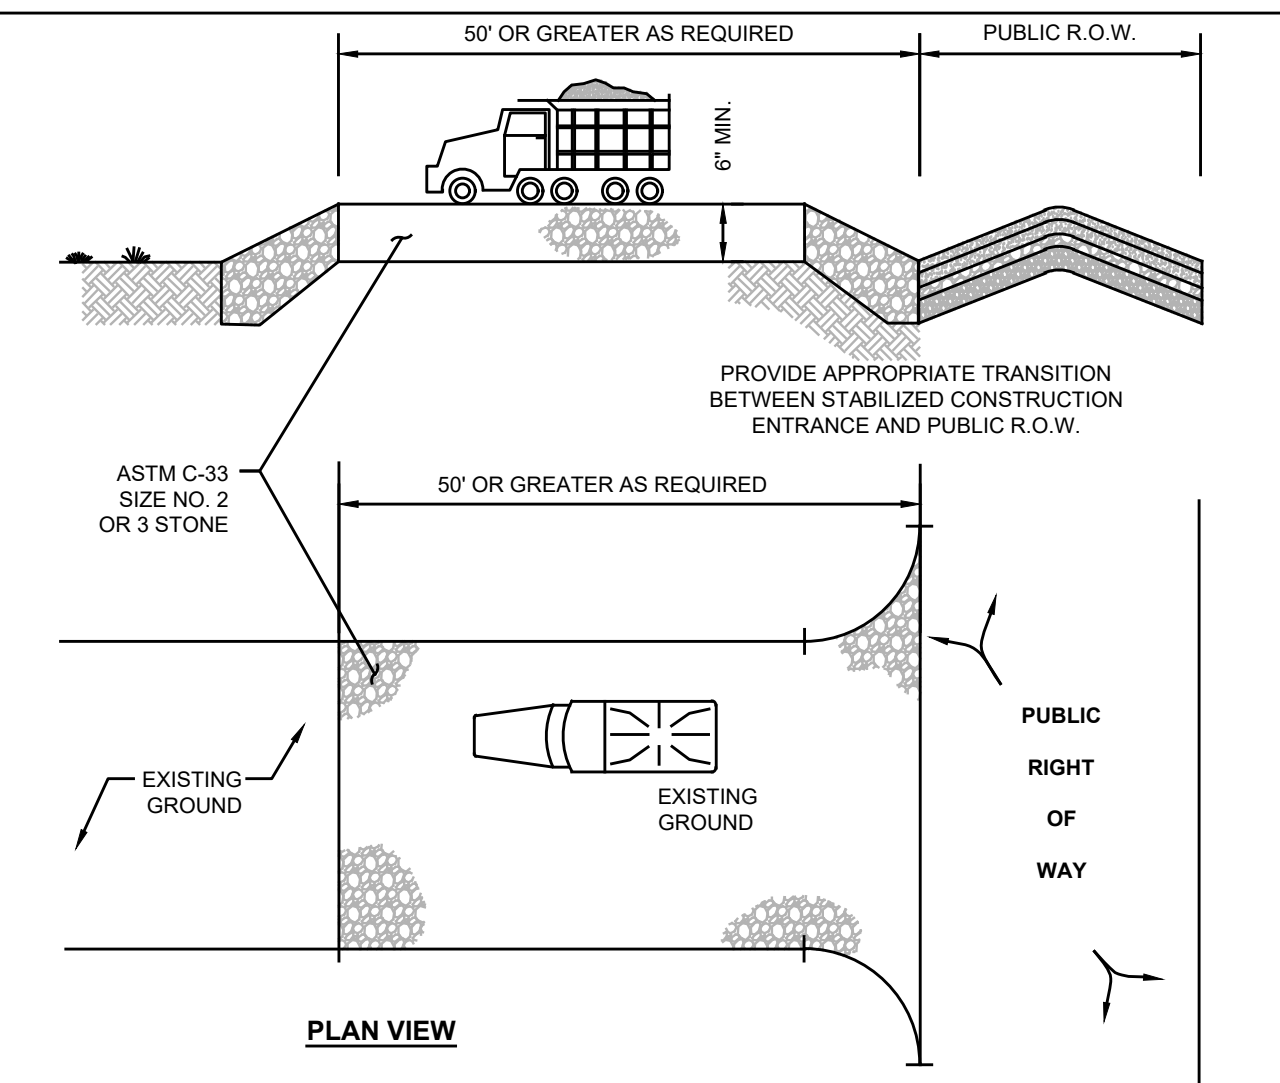 50' OR GREATER AS REQUIRED
PUBLIC R.O.W.
6" MIN.
PROVIDE APPROPRIATE TRANSITION
BETWEEN STABILIZED CONSTRUCTION
ENTRANCE AND PUBLIC R.O.W.
ASTM C-33
SIZE NO. 2
OR 3 STONE
50' OR GREATER AS REQUIRED
EXISTING
GROUND
EXISTING
GROUND
PUBLIC
RIGHT
OF
WAY
PLAN VIEW